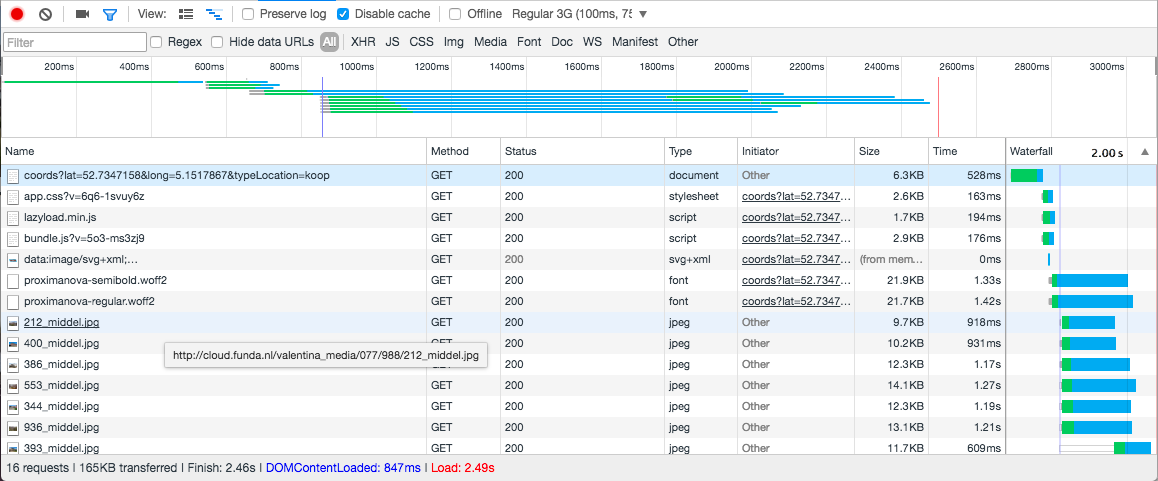 View: Preserve log Disable cache Offline Regular 3G (100ms, 75
Filter Regex Hide data URLs All XHR JS CSS Img Media Font Doc WS Manifest Other
200ms 400ms 600ms 800ms 1000ms 1200ms 1400ms 1600ms 1800ms 2000ms 2200ms 2400ms 2600ms 2800ms 3000ms
Name Method Status Type Initiator Size Time Waterfall 2.00 s
coords?lat=52.7347158&long=5.1517867&typeLocation=koop GET 200 document Other 6.3KB 528ms
app.css?v=6q6-1svuy6z GET 200 stylesheet coords?lat=52.7347... 2.6KB 163ms
lazyload.min.js GET 200 script coords?lat=52.7347... 1.7KB 194ms
bundle.js?v=5o3-ms3zj9 GET 200 script coords?lat=52.7347... 2.9KB 176ms
data:image/svg+xml;... GET 200 svg+xml coords?lat=52.7347... (from mem... 0ms
proximanova-semibold.woff2 GET 200 font coords?lat=52.7347... 21.9KB 1.33s
proximanova-regular.woff2 GET 200 font coords?lat=52.7347... 21.7KB 1.42s
212_middel.jpg GET 200 jpeg Other 9.7KB 918ms
400_middel.jpg GET 200 jpeg Other 10.2KB 931ms
http://cloud.funda.nl/valentina_media/077/988/212_middel.jpg
386_middel.jpg GET 200 jpeg Other 12.3KB 1.17s
553_middel.jpg GET 200 jpeg Other 14.1KB 1.27s
344_middel.jpg GET 200 jpeg Other 12.3KB 1.19s
936_middel.jpg GET 200 jpeg Other 13.1KB 1.21s
393_middel.jpg GET 200 jpeg Other 11.7KB 609ms
16 requests | 165KB transferred | Finish: 2.46s | DOMContentLoaded: 847ms | Load: 2.49s